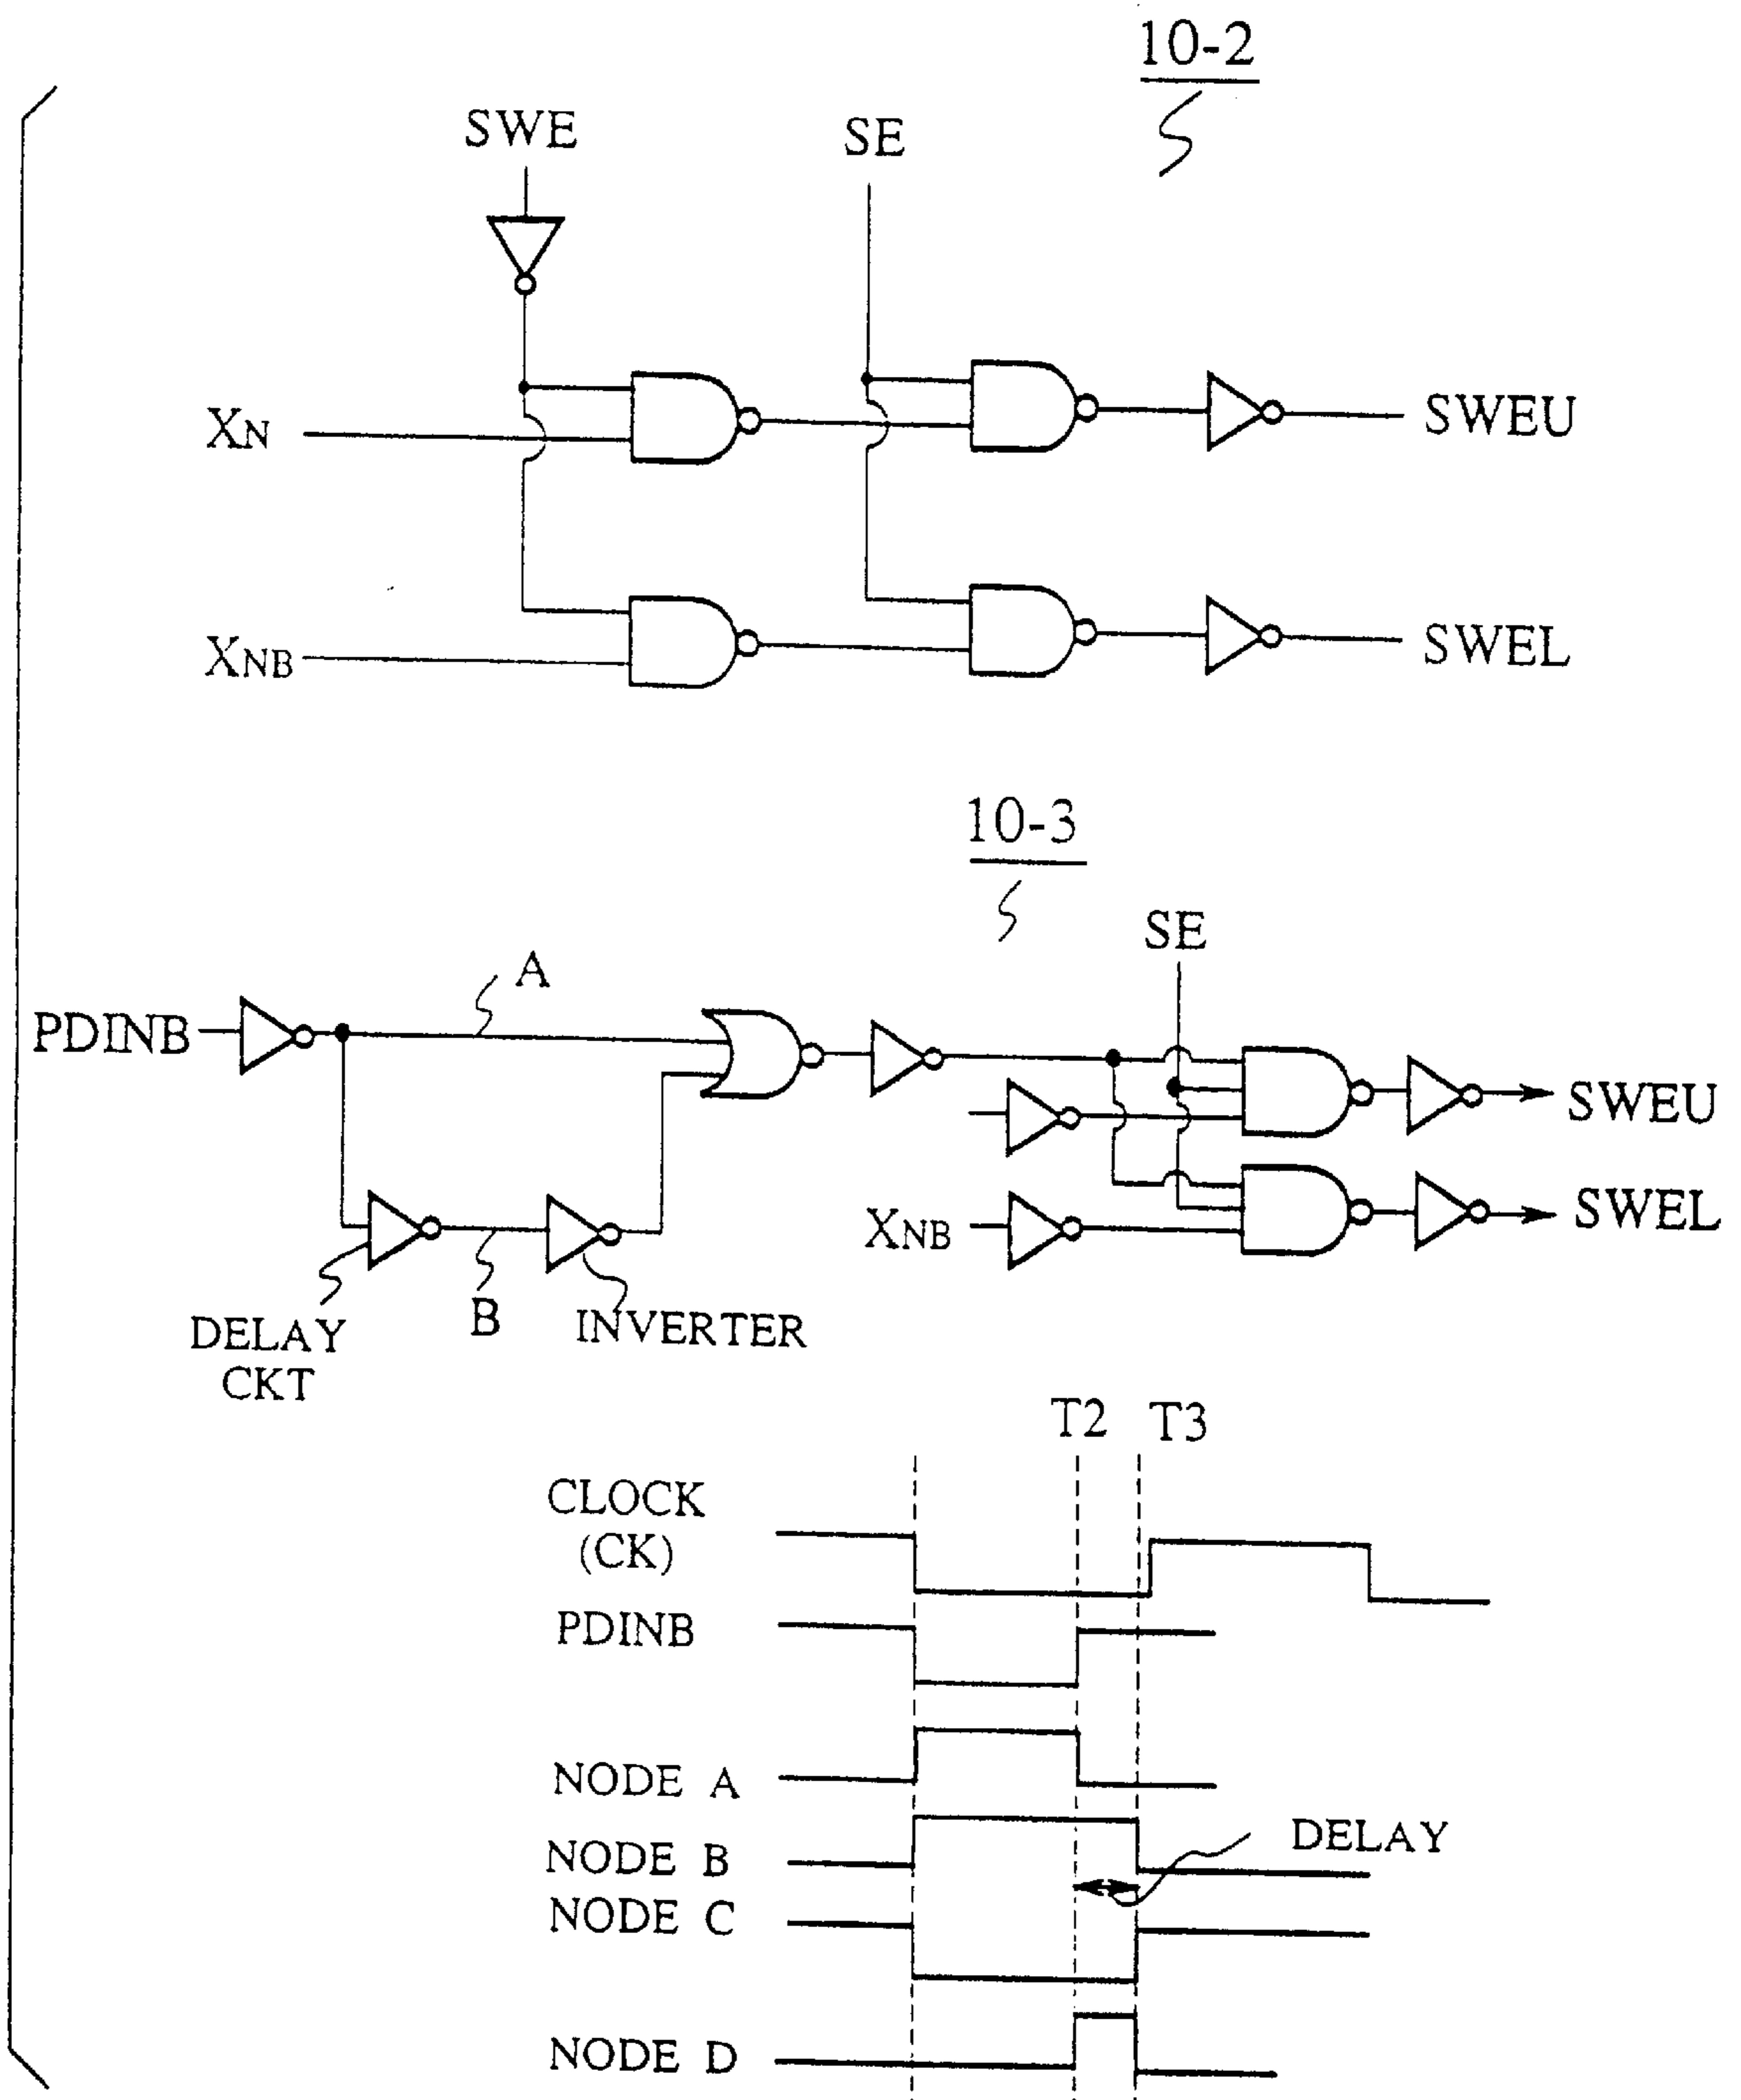 10-2
SWE
SE
XN
SWEU
XNB
SWEL
10-3
SE
A
PDINB
SWEU
XNB
SWEL
B
INVERTER
DELAY
CKT
T2
T3
CLOCK
(CK)
PDINB
NODE A
DELAY
NODE B
NODE C
NODE D